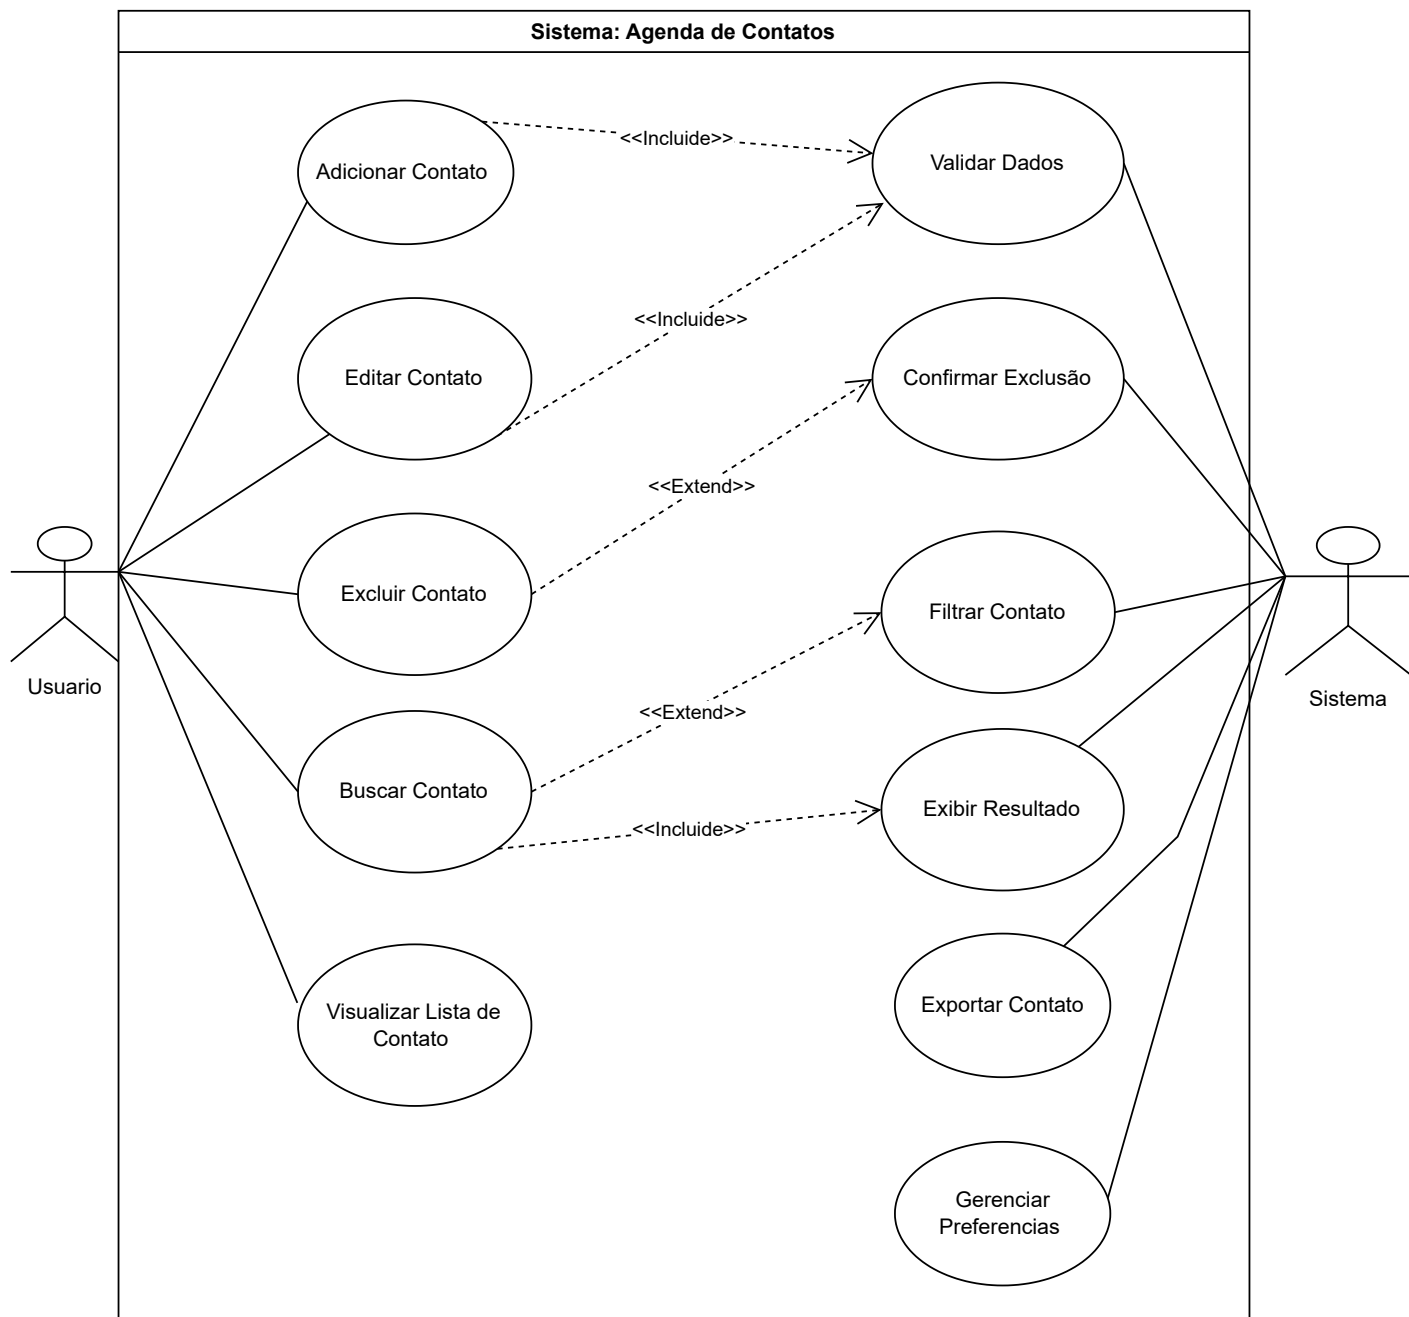 Sistema: Agenda de Contatos
Adicionar Contato
<<Incluide>>
Validar Dados
<<Incluide>>
Editar Contato
Confirmar Exclusão
<<Extend>>
Excluir Contato
Filtrar Contato
Usuario
Sistema
<<Extend>>
Buscar Contato
<<Incluide>>
Exibir Resultado
Visualizar Lista de
Contato
Exportar Contato
Gerenciar
Preferencias